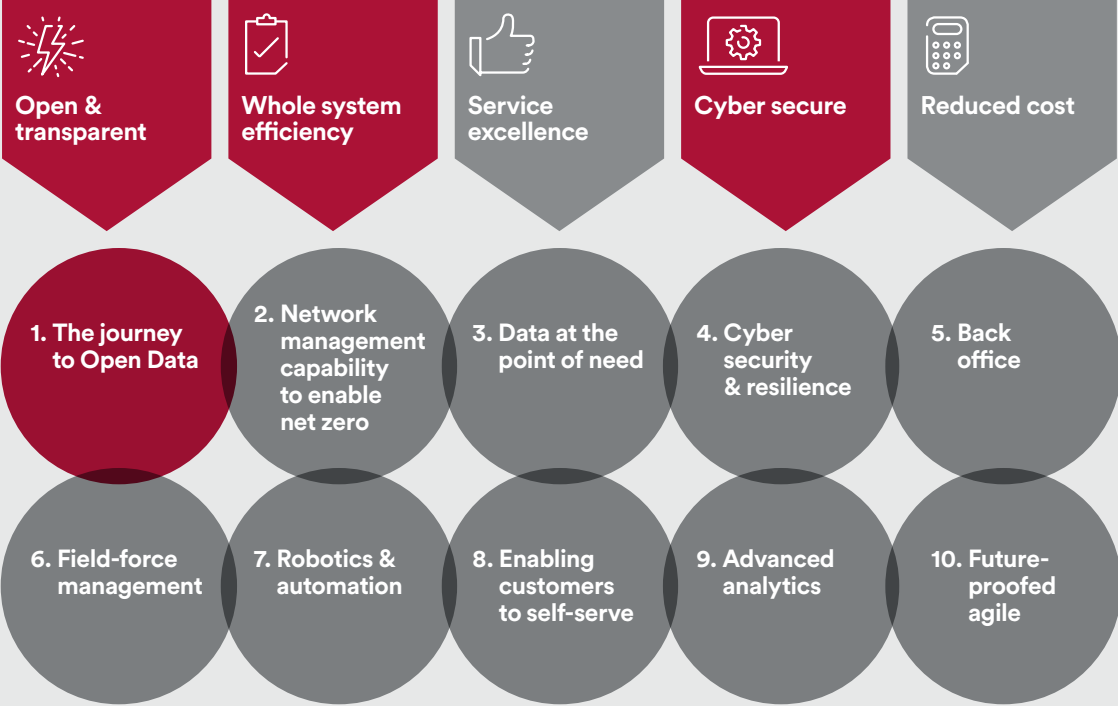 Open &
transparent
Whole system
efficiency
Service
excellence
Cyber secure
Reduced cost
1. The journey
to Open Data
2. Network
management
capability
to enable
net zero
3. Data at the
point of need
4. Cyber
security
& resilience
5. Back
office
6. Field-force
management
7. Robotics &
automation
8. Enabling
customers
to self-serve
9. Advanced
analytics
10. Future-
proofed
agile